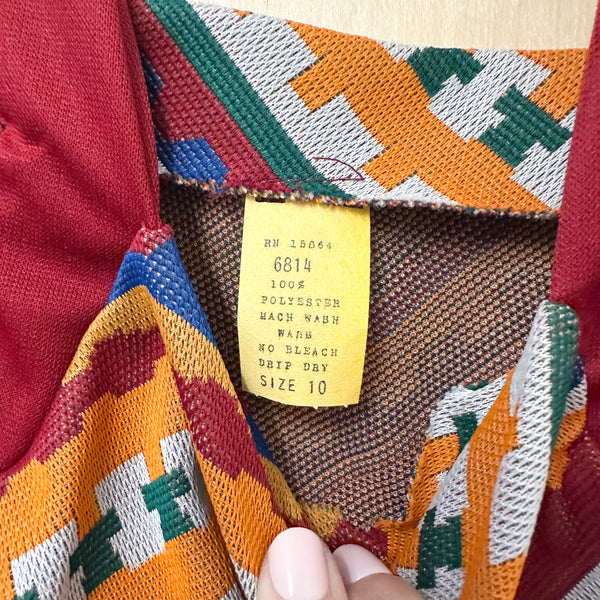 RN 15864
6814
100%
POLYESTER
MACH WASH
WARM
NO BLEACH
DRIP DRY
SIZE 10